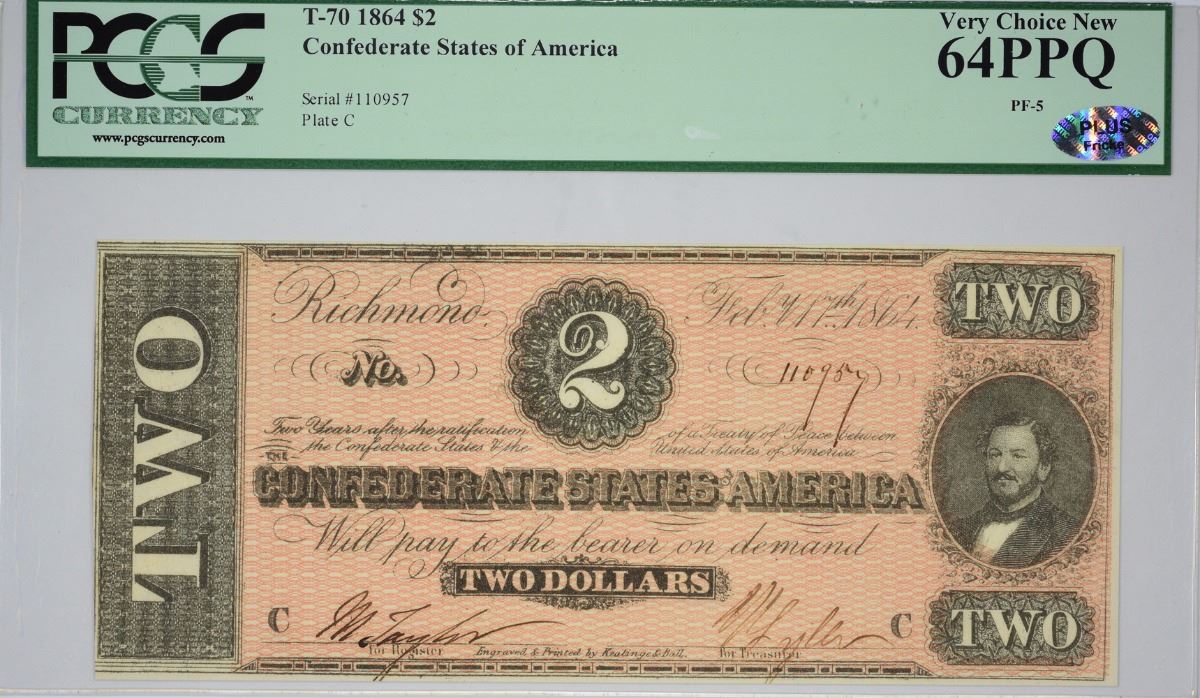 PCGS
CURRENCY
www.pcgscurrency.com
T-70 1864 $2
Confederate States of America
Serial #110957
Plate C
Very Choice New
64PPQ
PF-5
PLUS
Fricke
TWO
Richmond,
Feb.y 17th 1864.
TWO
2
No.
110957
Two Years after the ratification of a Treaty of Peace between
the Confederate States & the United States of America
THE
CONFEDERATE STATES AMERICA
Will pay to the bearer on demand
TWO DOLLARS
C
C
TWO
for Register
Engraved & Printed by Keatinge & Ball.
for Treasurer